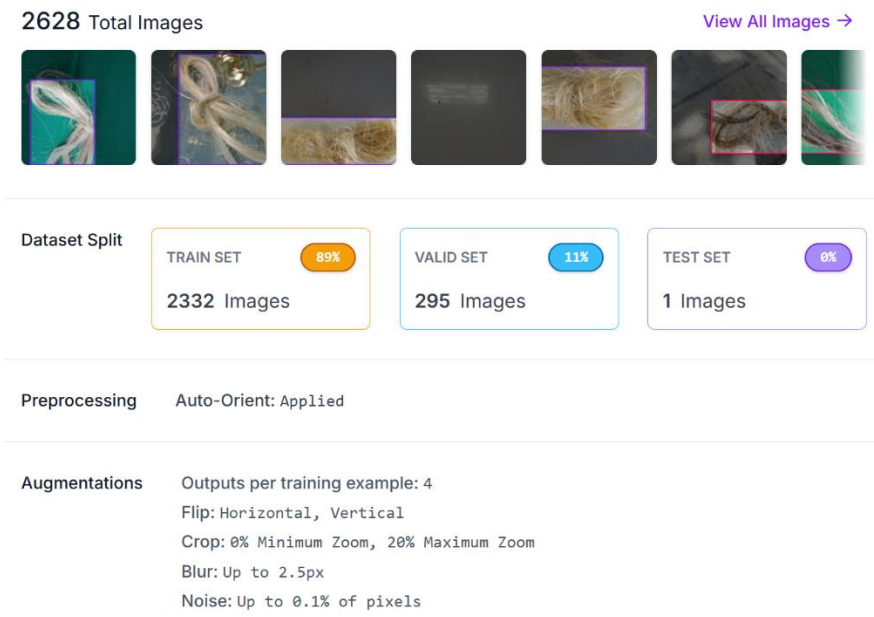 2628 Total Images
View All Images →
Dataset Split
TRAIN SET 89%
2332 Images
VALID SET 11%
295 Images
TEST SET 0%
1 Images
Preprocessing
Auto-Orient: Applied
Augmentations
Outputs per training example: 4
Flip: Horizontal, Vertical
Crop: 0% Minimum Zoom, 20% Maximum Zoom
Blur: Up to 2.5px
Noise: Up to 0.1% of pixels